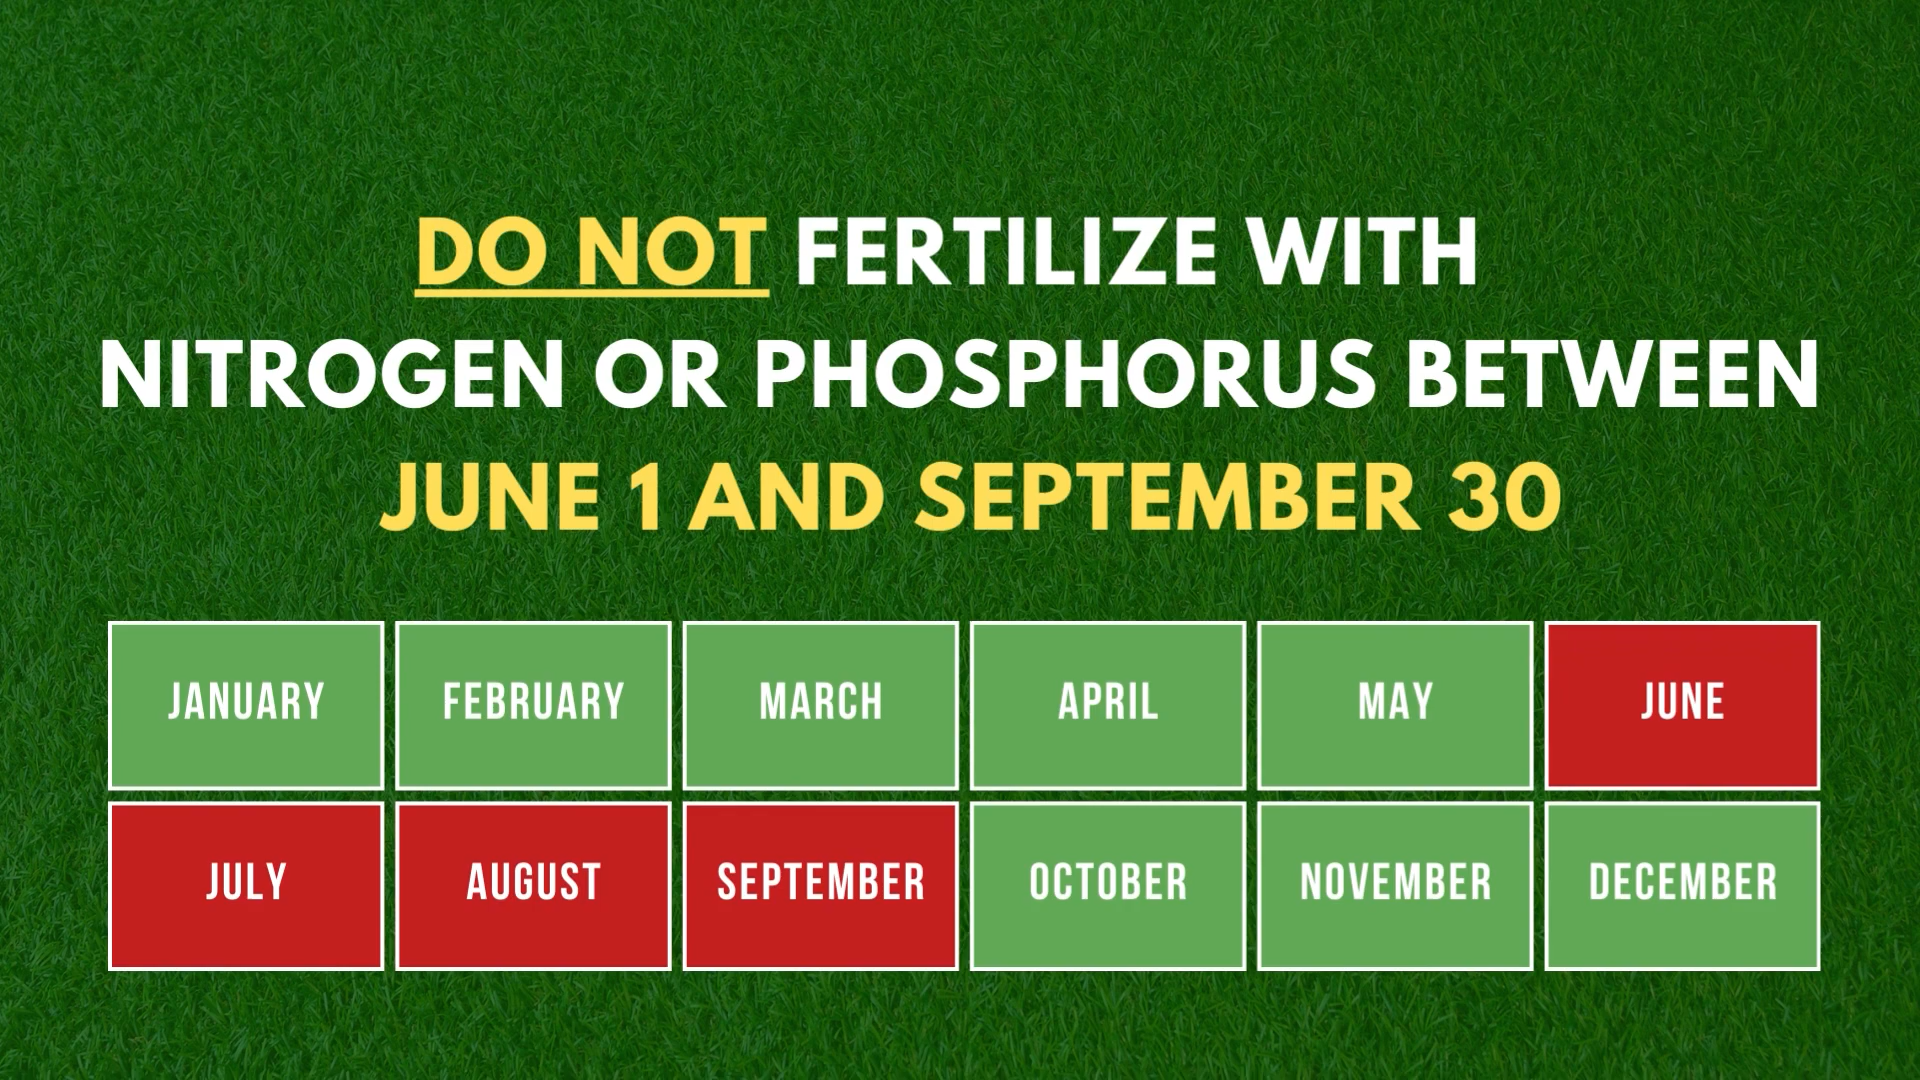 DO NOT FERTILIZE WITH
NITROGEN OR PHOSPHORUS BETWEEN
JUNE 1 AND SEPTEMBER 30
JANUARY FEBRUARY MARCH APRIL MAY JUNE
JULY AUGUST SEPTEMBER OCTOBER NOVEMBER DECEMBER